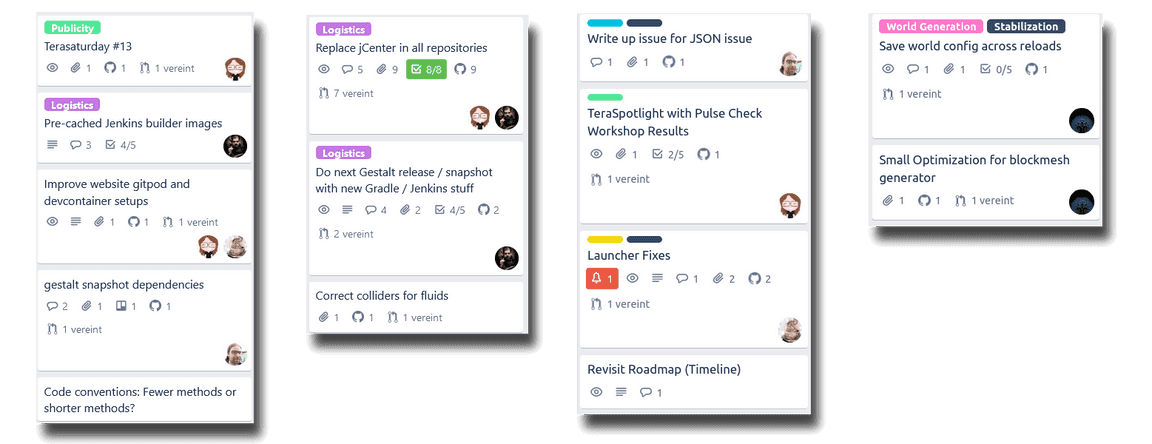 Publicity
Terasaturday #13
1 1 1 vereint
Logistics
Pre-cached Jenkins builder images
3 4/5
Improve website gitpod and
devcontainer setups
1 1 1 vereint
gestalt snapshot dependencies
2 1 1 1
1 vereint
Code conventions: Fewer methods or
shorter methods?
Logistics
Replace jCenter in all repositories
5 9 8/8 9
7 vereint
Logistics
Do next Gestalt release / snapshot
with new Gradle / Jenkins stuff
4 2 4/5 2
2 vereint
Correct colliders for fluids
1 1 1 vereint
Write up issue for JSON issue
1 1 1
TeraSpotlight with Pulse Check
Workshop Results
1 2/5 1
1 vereint
Launcher Fixes
1 1 2 2
1 vereint
Revisit Roadmap (Timeline)
1
World Generation Stabilization
Save world config across reloads
1 1 0/5 1
1 vereint
Small Optimization for blockmesh
generator
1 1 1 vereint